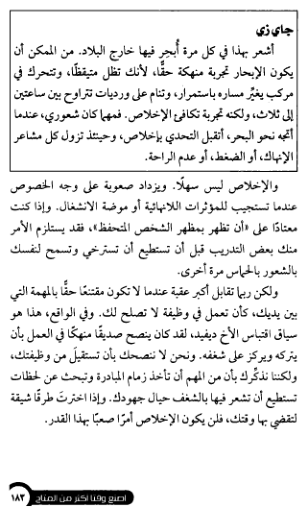 جاي زي
أشعر بهذا في كل مرة أُبحِر فيها خارج البلاد. من الممكن أن
يكون الإبحار تجربة منهكة حقًّا، لأنك تظل متيقظًا، وتتحرك في
مركب يغيِّر مساره باستمرار، وتنام على ورديات تتراوح بين ساعتين
إلى ثلاث، ولكنه تجربة تكافئ الإخلاص. فمهما كان شعوري، عندما
أتجه نحو البحر، أتقبل التحدي بإخلاص، وحينئذ تزول كل مشاعر
الإنهاك، أو الضغط، أو عدم الراحة.
والإخلاص ليس سهلًا. ويزداد صعوبة على وجه الخصوص
عندما تستجيب للمؤثرات اللانهائية أو موضة الانشغال. وإذا كنت
معتادًا على «أن تظهر بمظهر الشخص المتحفظ»، فقد يستلزم الأمر
منك بعض التدريب قبل أن تستطيع أن تسترخي وتسمح لنفسك
بالشعور بالحماس مرة أخرى.
ولكن ربما تقابل أكبر عقبة عندما لا تكون مقتنعًا حقًّا بالمهمة التي
بين يديك، كأن تعمل في وظيفة لا تصلح لك. وفي الواقع، هذا هو
سياق اقتباس الأخ ديفيد، لقد كان ينصح صديقًا منهكًا في العمل بأن
يتركه ويركز على شغفه. ونحن لا ننصحك بأن تستقيل من وظيفتك،
ولكننا نذكِّرك بأن من المهم أن تأخذ زمام المبادرة وتبحث عن لحظات
تستطيع أن تشعر فيها بالشغف حيال جهودك. وإذا اخترتَ طرقًا شيقة
لتقضي بها وقتك، فلن يكون الإخلاص أمرًا صعبًا بهذا القدر.
اصنع وقتا اكثر من المتاح ١٨٣